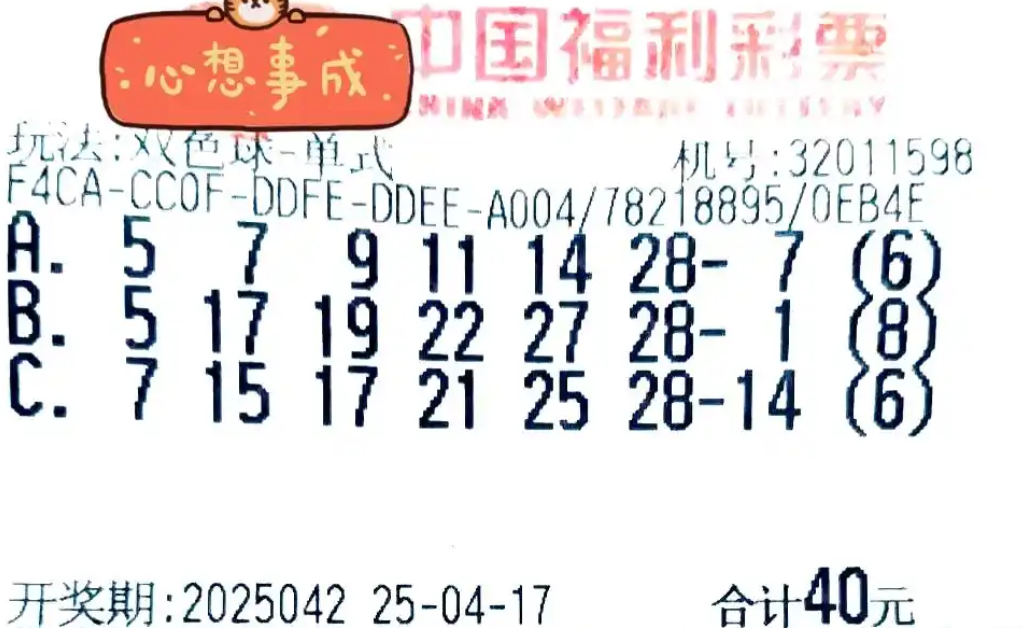 心想事成
中国福利彩票
CHINA WELFARE LOTTERY
玩法:双色球-单式 机号:32011598
F4CA-CC0F-DDFE-DDEE-A004/78218895/0EB4E
A. 5 7 9 11 14 28- 7 (6)
B. 5 17 19 22 27 28- 1 (8)
C. 7 15 17 21 25 28-14 (6)
开奖期:2025042 25-04-17 合计40元